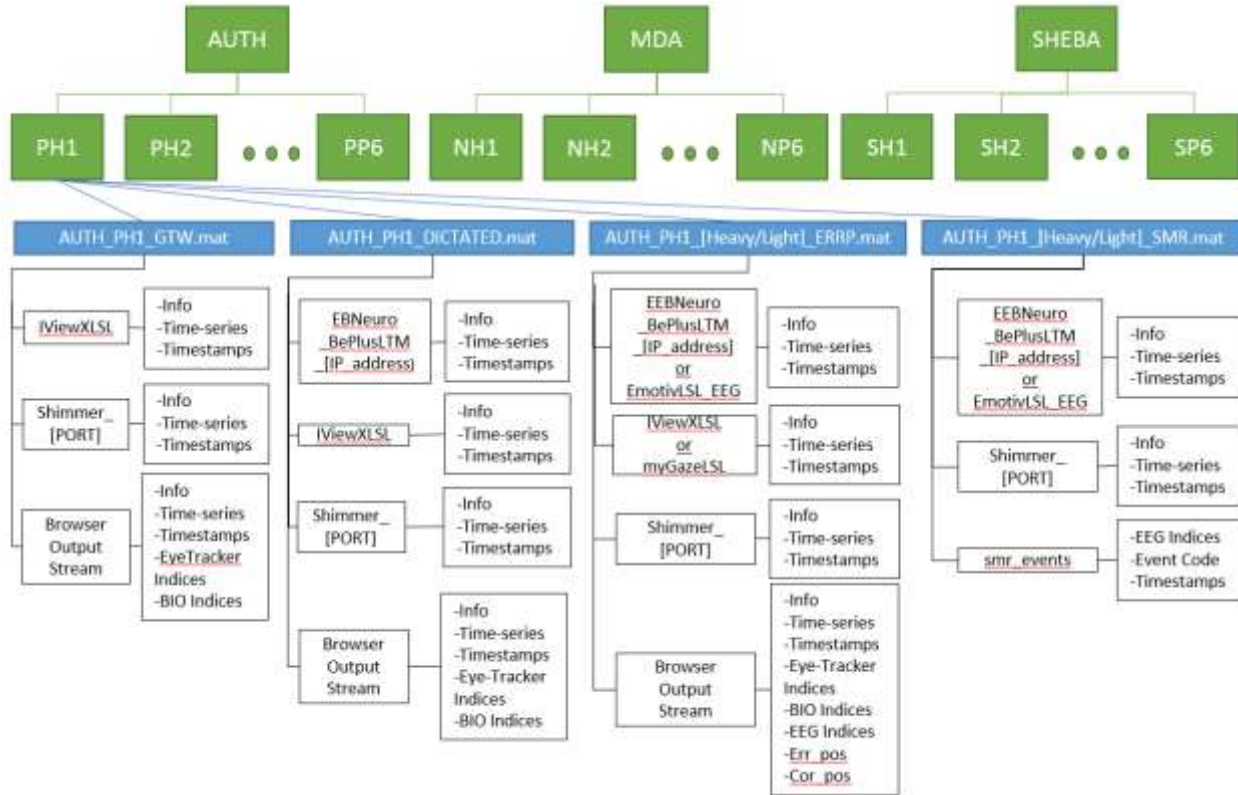 AUTH
MDA
SHEBA
PH1
PH2
PP6
NH1
NH2
NP6
SH1
SH2
SP6
AUTH_PH1_GTW.mat
AUTH_PH1_DICTATED.mat
AUTH_PH1_[Heavy/Light]_ERRP.mat
AUTH_PH1_[Heavy/Light]_SMR.mat
IViewXLSL
-Info
-Time-series
-Timestamps
Shimmer_
[PORT]
-Info
-Time-series
-Timestamps
Browser
Output
Stream
-Info
-Time-series
-Timestamps
-EyeTracker
Indices
-BIO Indices
EBNeuro
_BePlusLTM
_[IP_address)
-Info
-Time-series
-Timestamps
IViewXLSL
-Info
-Time-series
-Timestamps
Shimmer_
[PORT]
-Info
-Time-series
-Timestamps
Browser
Output
Stream
-Info
-Time-series
-Timestamps
-Eye-Tracker
Indices
-BIO Indices
EEBNeuro
_BePlusLTM
_[IP_address]
or
EmotivLSL_EEG
-Info
-Time-series
-Timestamps
IViewXLSL
or
myGazeLSL
-Info
-Time-series
-Timestamps
Shimmer_
[PORT]
-Info
-Time-series
-Timestamps
Browser
Output
Stream
-Info
-Time-series
-Timestamps
-Eye-Tracker
Indices
-BIO Indices
-EEG Indices
-Err_pos
-Cor_pos
EEBNeuro
_BePlusLTM
_[IP_address]
or
EmotivLSL_EEG
-Info
-Time-series
-Timestamps
Shimmer_
[PORT]
-Info
-Time-series
-Timestamps
smr_events
-EEG Indices
-Event Code
-Timestamps